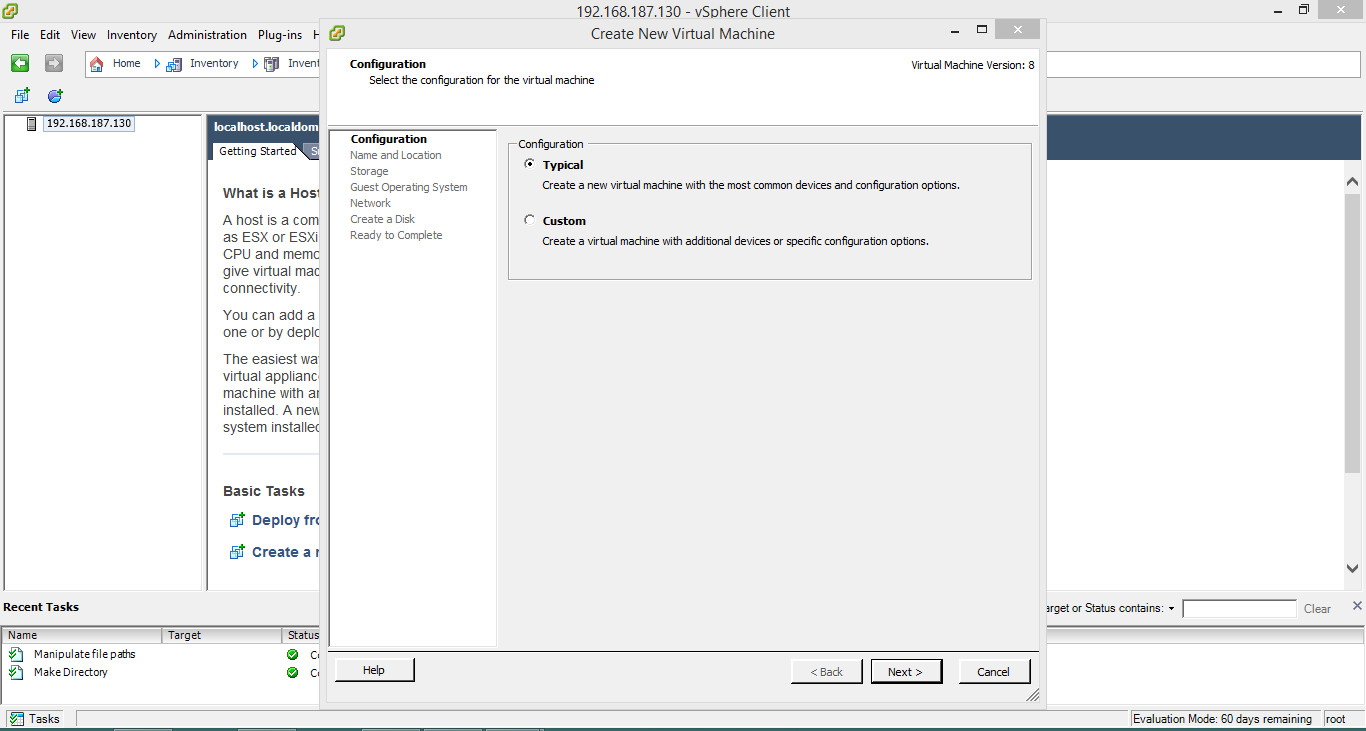 192.168.187.130 - vSphere Client
File Edit View Inventory Administration Plug-ins
Home Inventory
192.168.187.130
localhost.localdom
Getting Started
What is a Host
A host is a com
as ESX or ESXi
CPU and memo
give virtual mac
connectivity.
You can add a
one or by deplo
The easiest wa
virtual appliance
machine with an
installed. A new
system installed
Basic Tasks
Deploy fro
Create a n
Create New Virtual Machine
Configuration
Select the configuration for the virtual machine
Virtual Machine Version: 8
Configuration
Name and Location
Storage
Guest Operating System
Network
Create a Disk
Ready to Complete
Configuration
Typical
Create a new virtual machine with the most common devices and configuration options.
Custom
Create a virtual machine with additional devices or specific configuration options.
Help
< Back Next > Cancel
Recent Tasks
arget or Status contains: Clear
Name Target Status
Manipulate file paths
Make Directory
Tasks
Evaluation Mode: 60 days remaining root